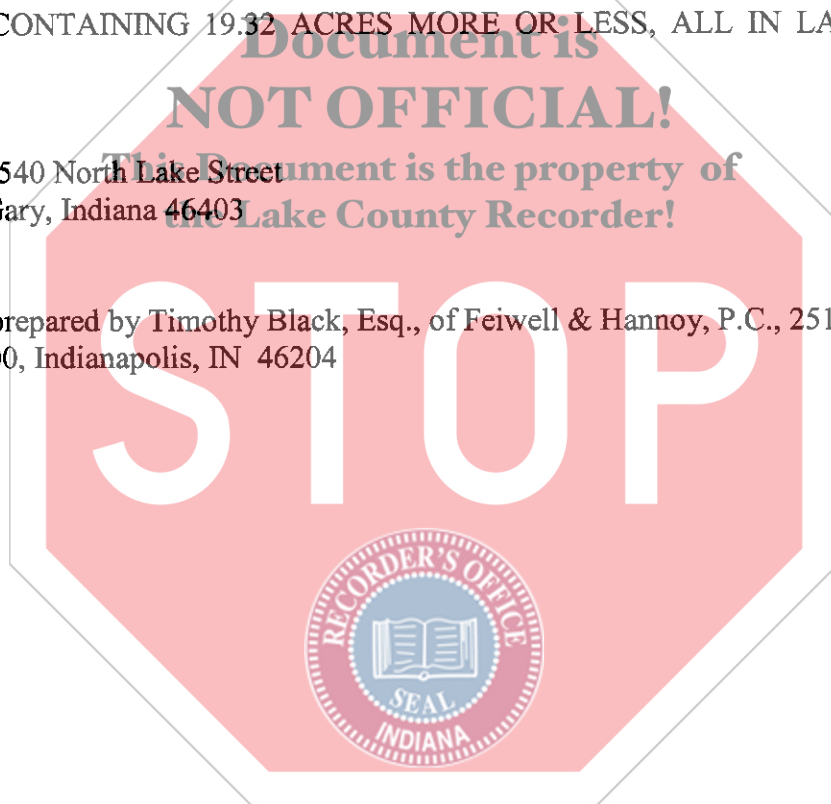 CONTAINING 19.32 ACRES MORE OR LESS, ALL IN LA
Document is
NOT OFFICIAL!
540 North Lake Street
This Document is the property of
Gary, Indiana 46403
the Lake County Recorder!
prepared by Timothy Black, Esq., of Feiwell & Hannoy, P.C., 251
00, Indianapolis, IN 46204
STOP
RECORDER'S OFFICE
SEAL
INDIANA